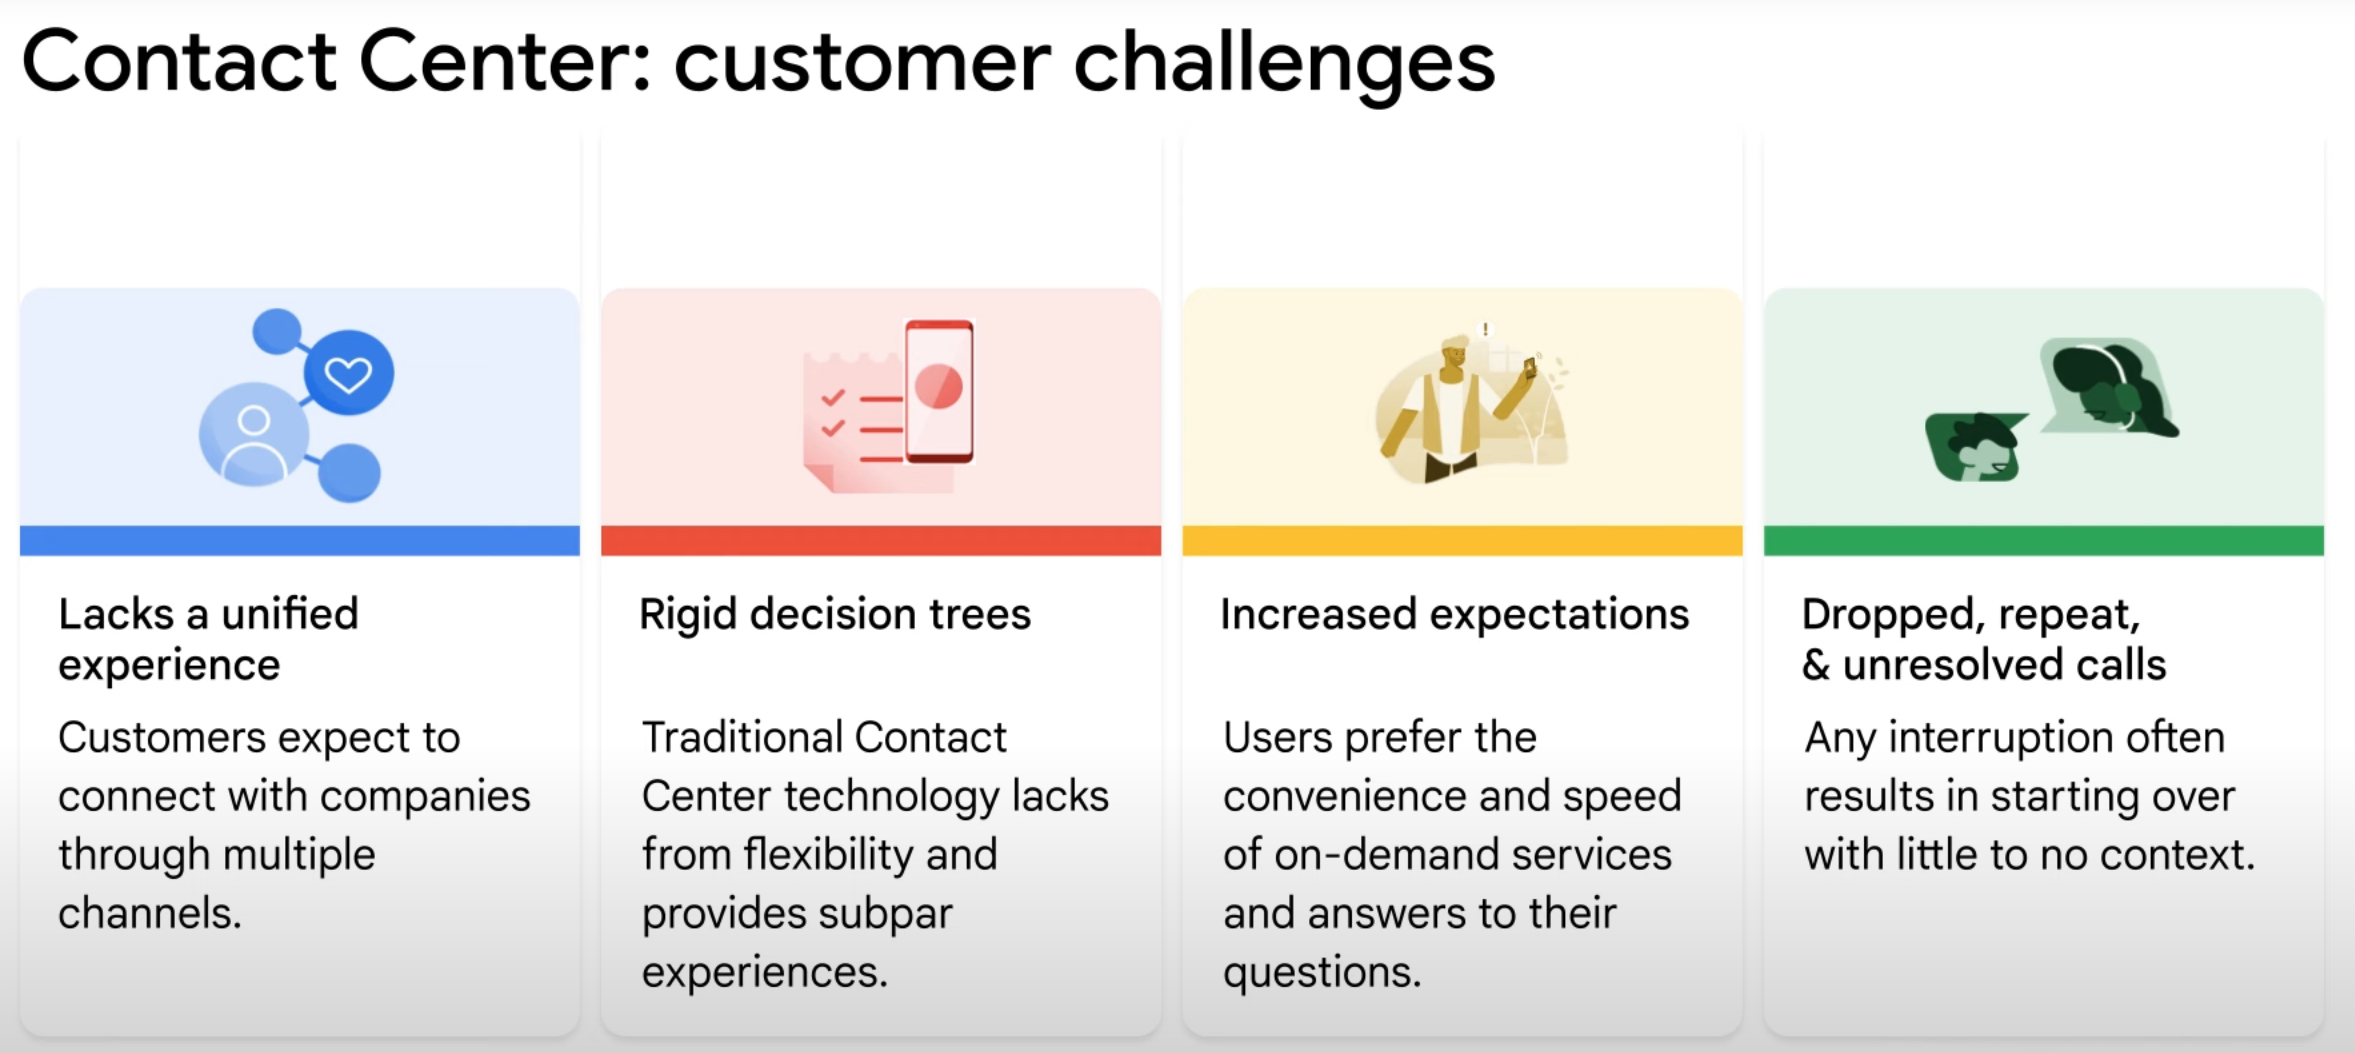 Contact Center: customer challenges
Lacks a unified
experience
Customers expect to
connect with companies
through multiple
channels.
Rigid decision trees
Traditional Contact
Center technology lacks
from flexibility and
provides subpar
experiences.
!
Increased expectations
Users prefer the
convenience and speed
of on-demand services
and answers to their
questions.
Dropped, repeat,
& unresolved calls
Any interruption often
results in starting over
with little to no context.